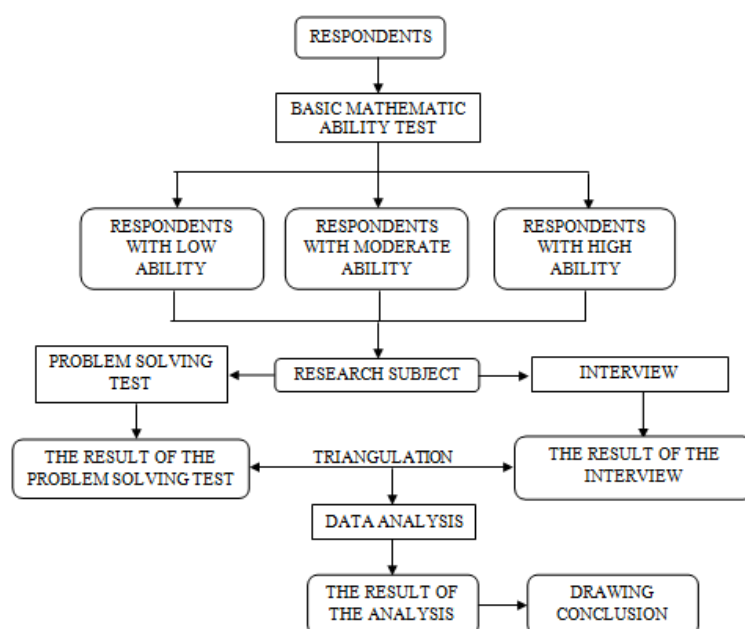 RESPONDENTS
BASIC MATHEMATIC
ABILITY TEST
RESPONDENTS
WITH LOW
ABILITY
RESPONDENTS
WITH MODERATE
ABILITY
RESPONDENTS
WITH HIGH
ABILITY
PROBLEM SOLVING
TEST
RESEARCH SUBJECT
INTERVIEW
THE RESULT OF THE
PROBLEM SOLVING TEST
TRIANGULATION
THE RESULT OF THE
INTERVIEW
DATA ANALYSIS
THE RESULT OF
THE ANALYSIS
DRAWING
CONCLUSION